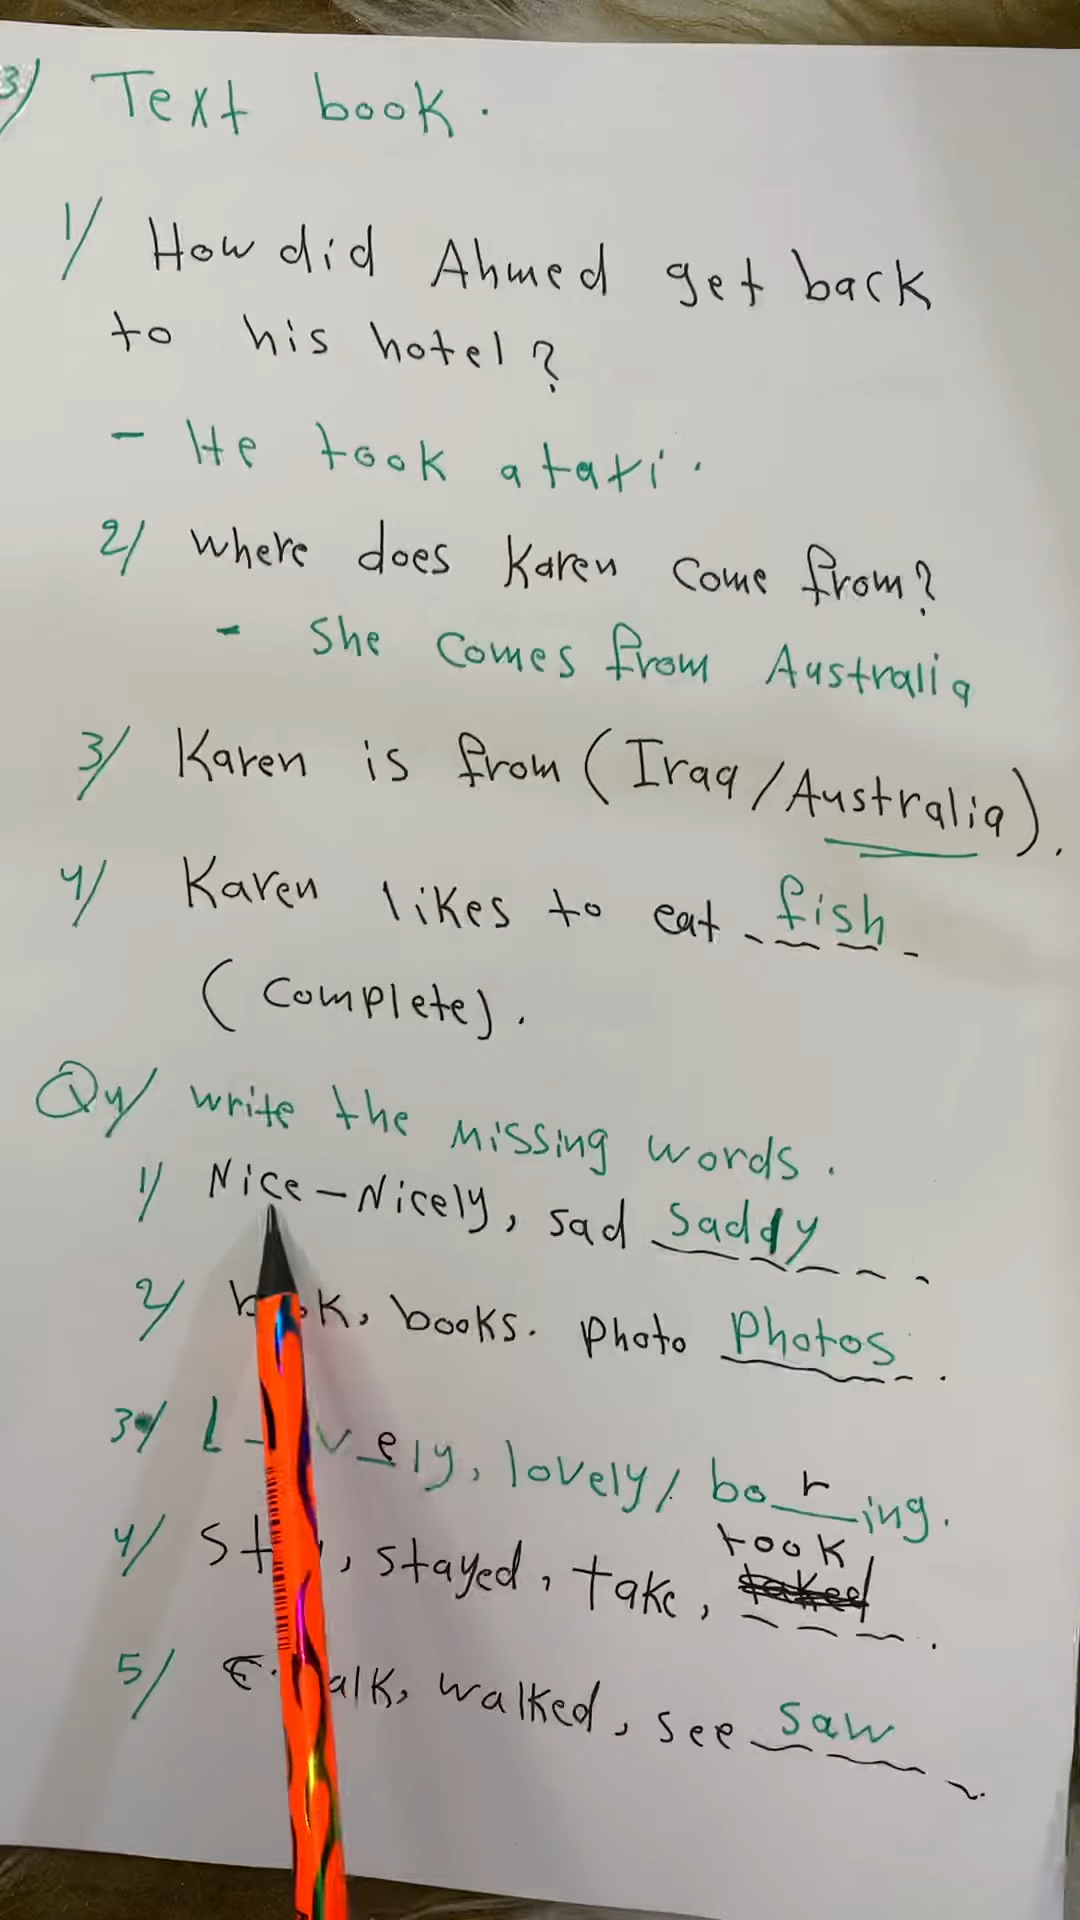 3/ Text book.
1/ How did Ahmed get back
to his hotel?
- He took a taxi.
2/ where does Karen come from?
- She comes from Australia
3/ Karen is from (Iraq/Australia).
4/ Karen likes to eat fish.
(complete).
Q4/ write the missing words.
1/ Nice - Nicely, sad saddy
2/ books. photo photos.
3/ lovely/ bo r ing.
took
4/ stayed, take, taked.
5/ walked, see saw